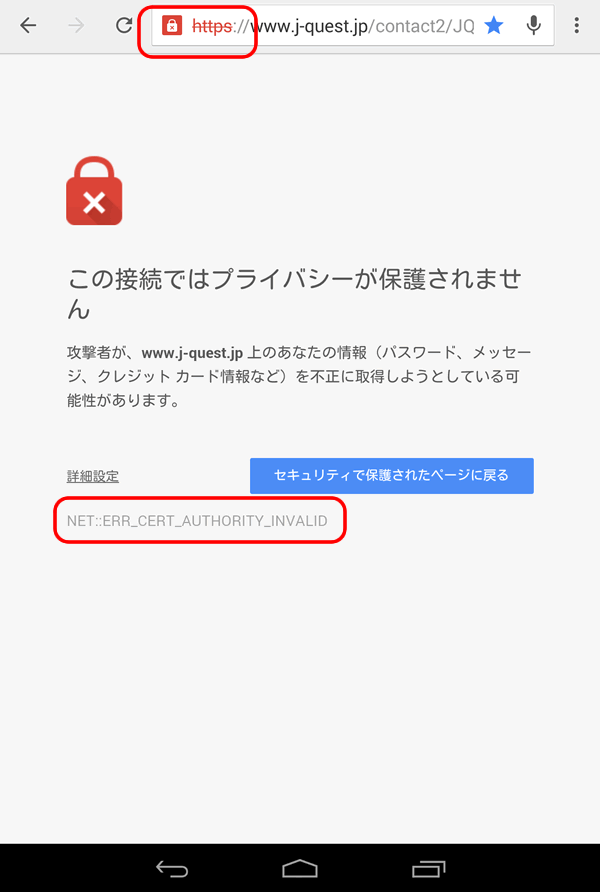 https://www.j-quest.jp/contact2/JQ
この接続ではプライバシーが保護されませ
ん
攻撃者が、www.j-quest.jp 上のあなたの情報（パスワード、メッセー
ジ、クレジット カード情報など）を不正に取得しようとしている可
能性があります。
詳細設定
セキュリティで保護されたページに戻る
NET::ERR_CERT_AUTHORITY_INVALID